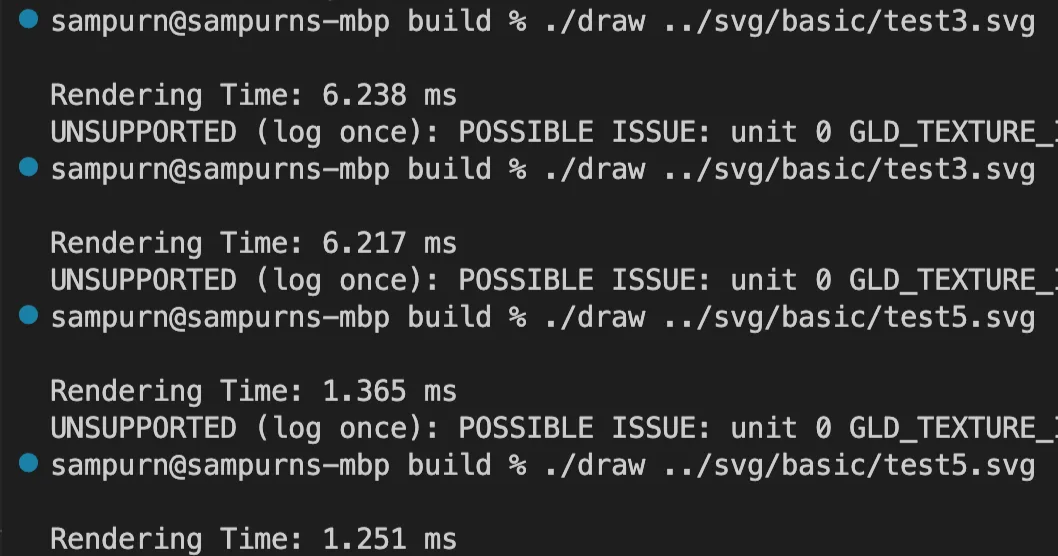 sampurn@sampurns-mbp build % ./draw ../svg/basic/test3.svg
Rendering Time: 6.238 ms
UNSUPPORTED (log once): POSSIBLE ISSUE: unit 0 GLD_TEXTURE_
sampurn@sampurns-mbp build % ./draw ../svg/basic/test3.svg
Rendering Time: 6.217 ms
UNSUPPORTED (log once): POSSIBLE ISSUE: unit 0 GLD_TEXTURE_
sampurn@sampurns-mbp build % ./draw ../svg/basic/test5.svg
Rendering Time: 1.365 ms
UNSUPPORTED (log once): POSSIBLE ISSUE: unit 0 GLD_TEXTURE_
sampurn@sampurns-mbp build % ./draw ../svg/basic/test5.svg
Rendering Time: 1.251 ms